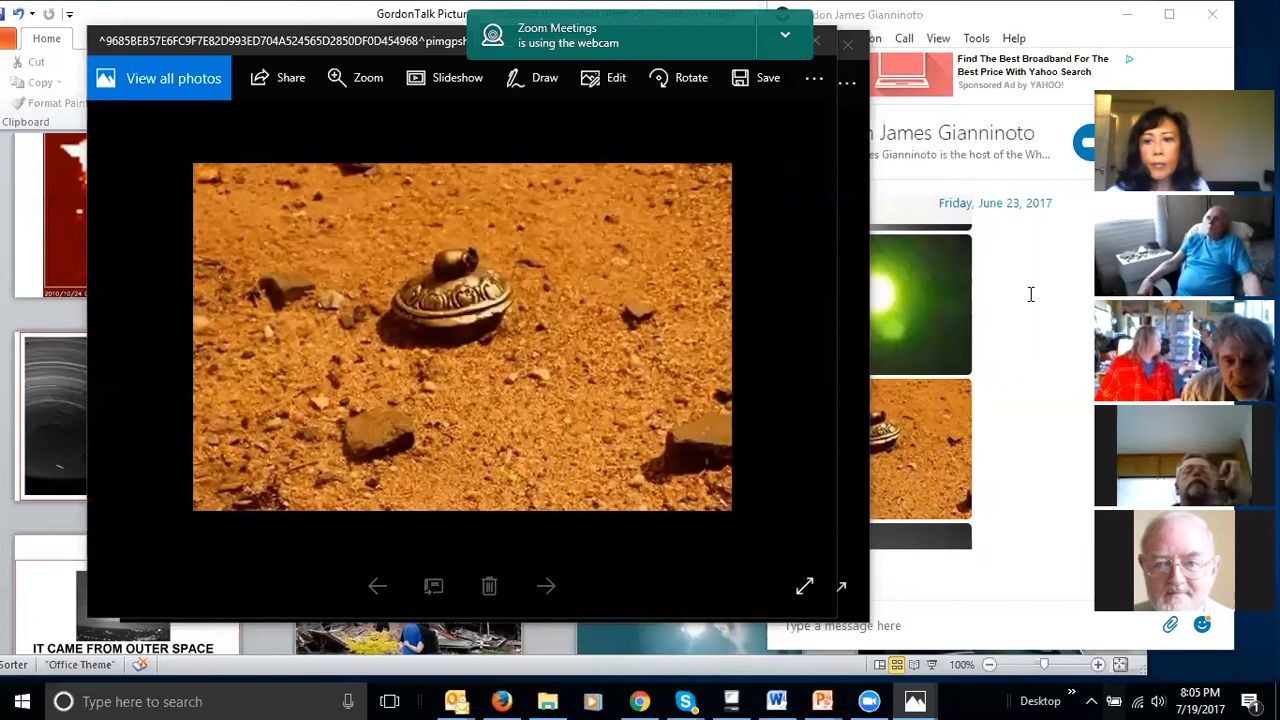 GordonTalk Pictur
^9685BEB57E6FC9F7E82D993ED704A524565D2850DF0D454968^pimgpsh
Zoom Meetings
is using the webcam
don James Gianninoto
Home
Call View Tools Help
Cut
Copy
Format Paint
Clipboard
View all photos
Share
Zoom
Slideshow
Draw
Edit
Rotate
Save
Find The Best Broadband For The
Best Price With Yahoo Search
Sponsored Ad by YAHOO!
n James Gianninoto
es Gianninoto is the host of the Wh...
Friday, June 23, 2017
2010/10/24
IT CAME FROM OUTER SPACE
Type a message here
Sorter
"Office Theme"
100%
Type here to search
Desktop
8:05 PM
7/19/2017